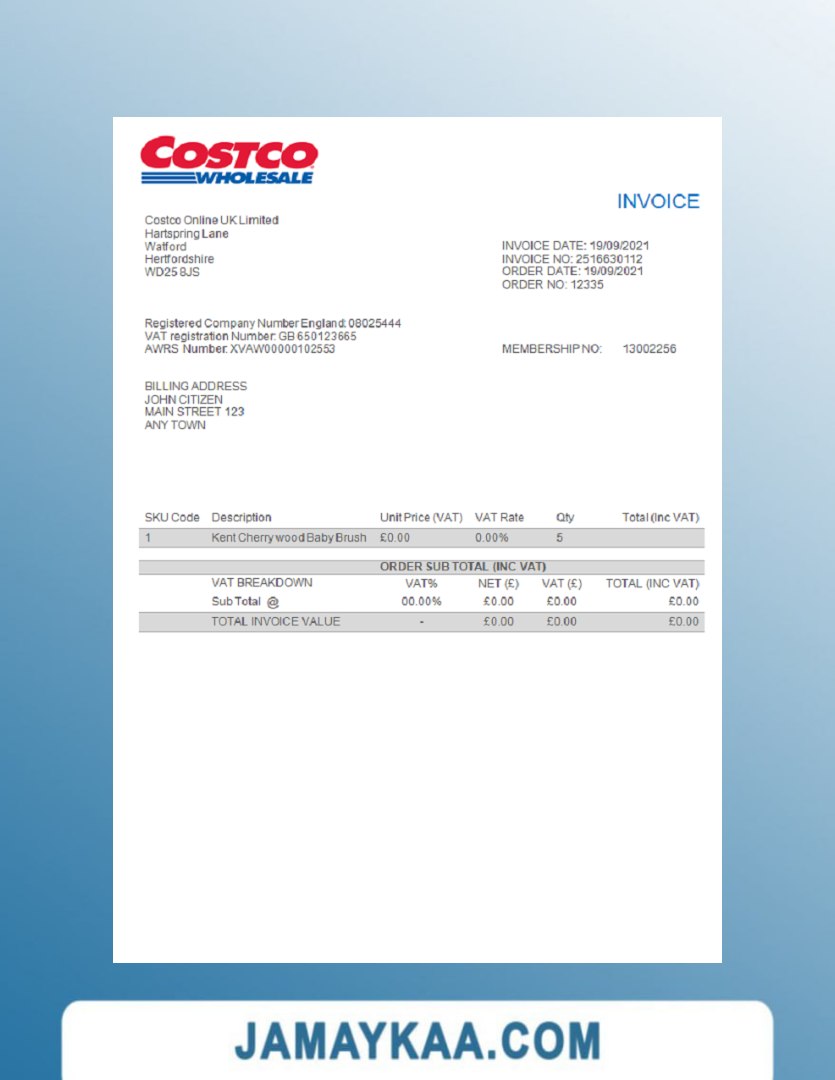 COSTCO
WHOLESALE
INVOICE
Costco Online UK Limited
Hartspring Lane
Watford
Hertfordshire
WD25 8JS
INVOICE DATE: 19/09/2021
INVOICE NO: 2516630112
ORDER DATE: 19/09/2021
ORDER NO: 12335
Registered Company Number England: 08025444
VAT registration Number: GB 650123665
AWRS Number: XVAW00000102553
MEMBERSHIP NO: 13002256
BILLING ADDRESS
JOHN CITIZEN
MAIN STREET 123
ANY TOWN
SKU Code Description Unit Price (VAT) VAT Rate Qty Total (Inc VAT)
1 Kent Cherry wood Baby Brush £0.00 0.00% 5
ORDER SUB TOTAL (INC VAT)
VAT BREAKDOWN VAT% NET (£) VAT (£) TOTAL (INC VAT)
Sub Total @ 00.00% £0.00 £0.00 £0.00
TOTAL INVOICE VALUE - £0.00 £0.00 £0.00
JAMAYKAA.COM